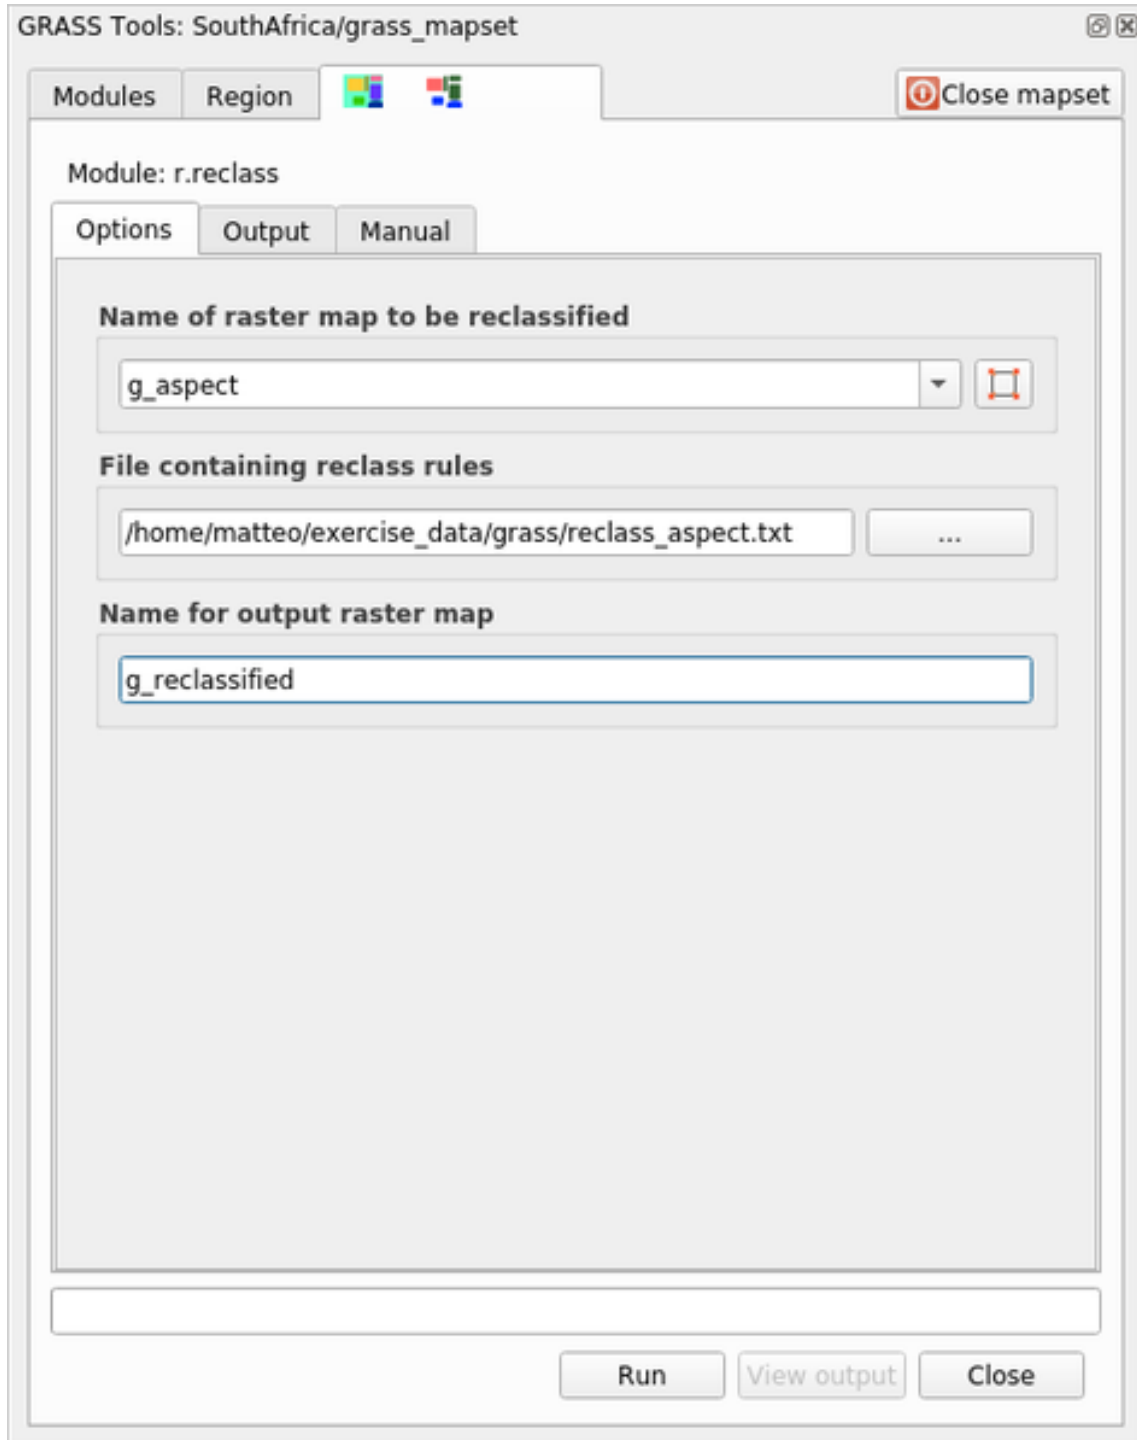 GRASS Tools: SouthAfrica/grass_mapset
Modules Region Close mapset
Module: r.reclass
Options Output Manual
Name of raster map to be reclassified
g_aspect
File containing reclass rules
/home/matteo/exercise_data/grass/reclass_aspect.txt ...
Name for output raster map
g_reclassified
Run View output Close